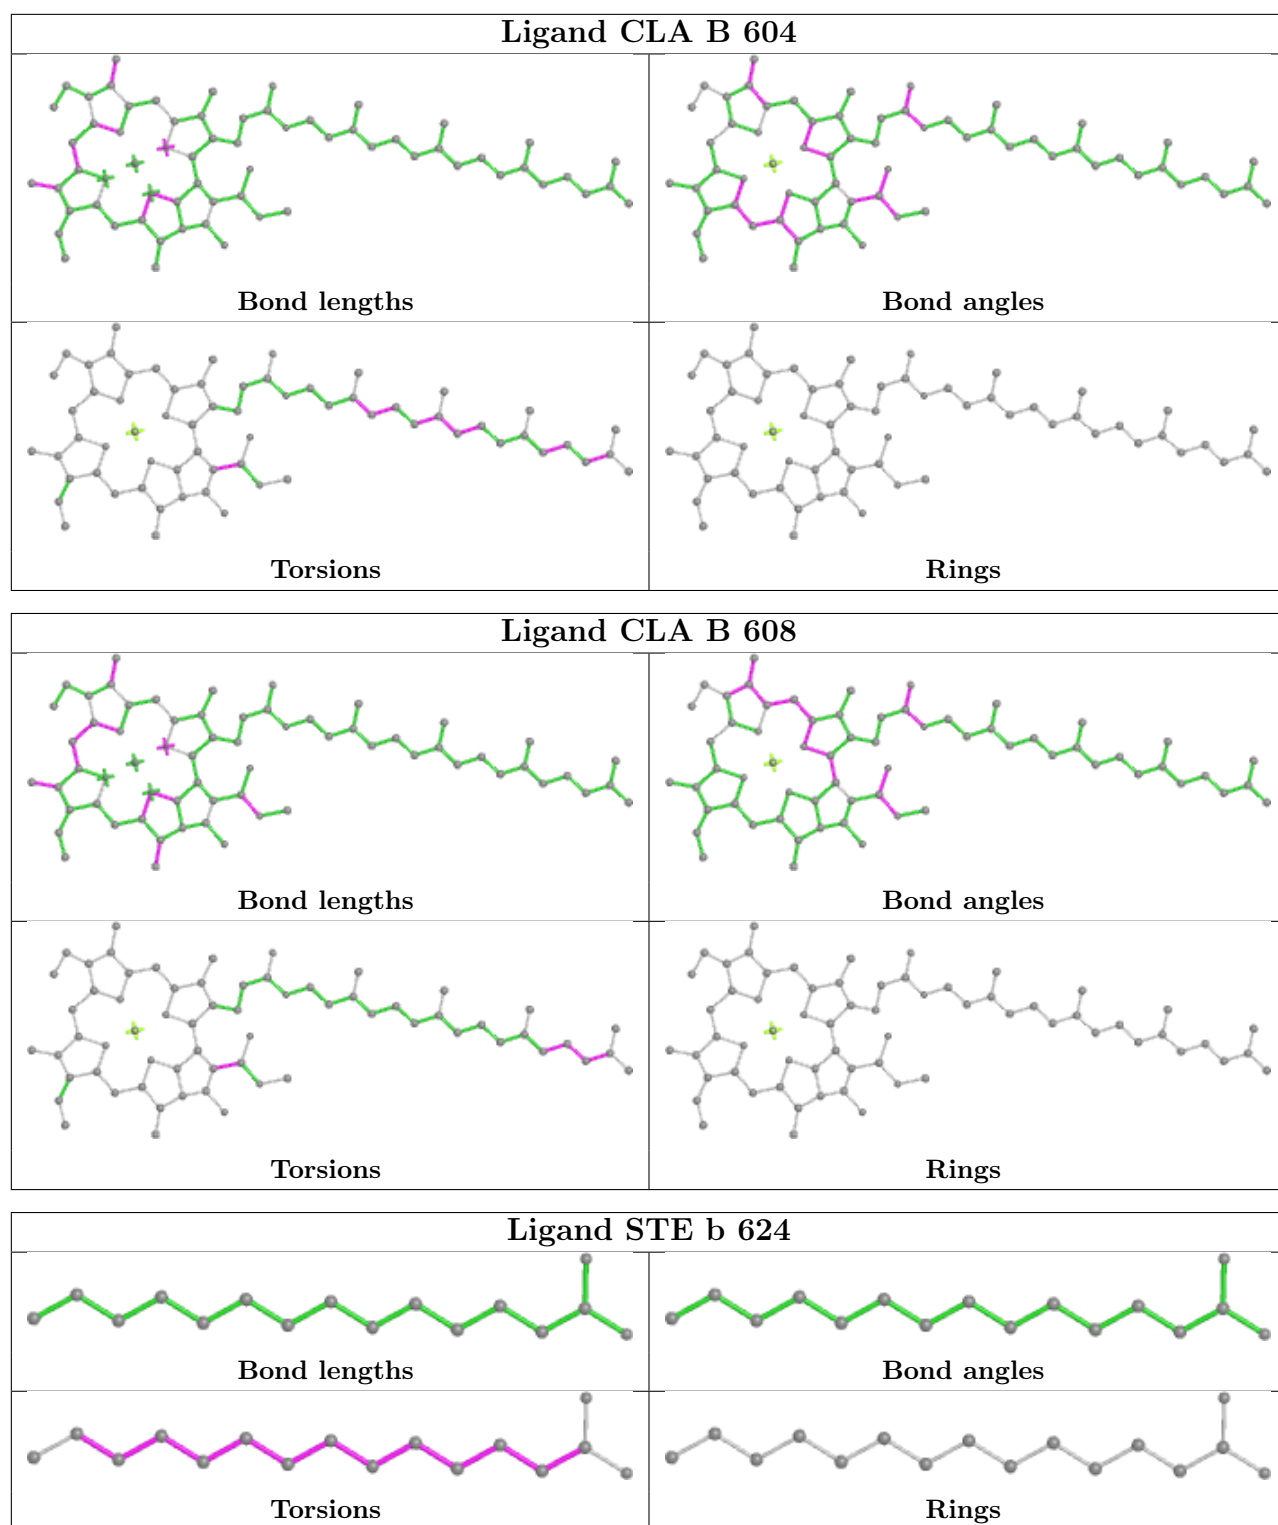 Ligand CLA B 604
Bond lengths Bond angles
Torsions Rings
Ligand CLA B 608
Bond lengths Bond angles
Torsions Rings
Ligand STE b 624
Bond lengths Bond angles
Torsions Rings